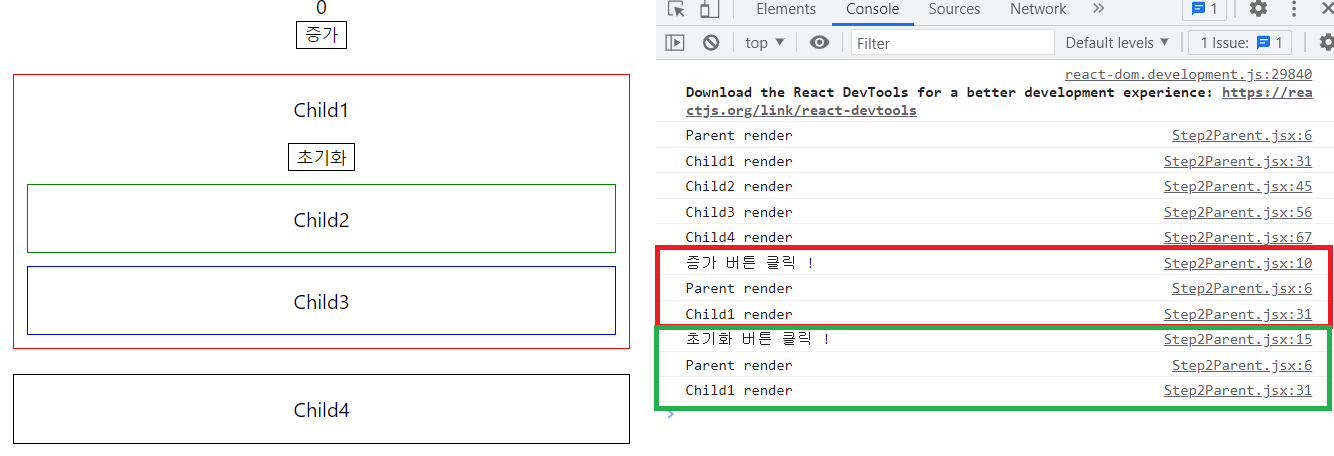 0
증가
Child1
초기화
Child2
Child3
Child4
Elements Console Sources Network » 1
top ▼ Filter Default levels ▼ 1 Issue: 1
react-dom.development.js:29840
Download the React DevTools for a better development experience: https://rea
ctjs.org/link/react-devtools
Parent render Step2Parent.jsx:6
Child1 render Step2Parent.jsx:31
Child2 render Step2Parent.jsx:45
Child3 render Step2Parent.jsx:56
Child4 render Step2Parent.jsx:67
증가 버튼 클릭 ! Step2Parent.jsx:10
Parent render Step2Parent.jsx:6
Child1 render Step2Parent.jsx:31
초기화 버튼 클릭 ! Step2Parent.jsx:15
Parent render Step2Parent.jsx:6
Child1 render Step2Parent.jsx:31
>